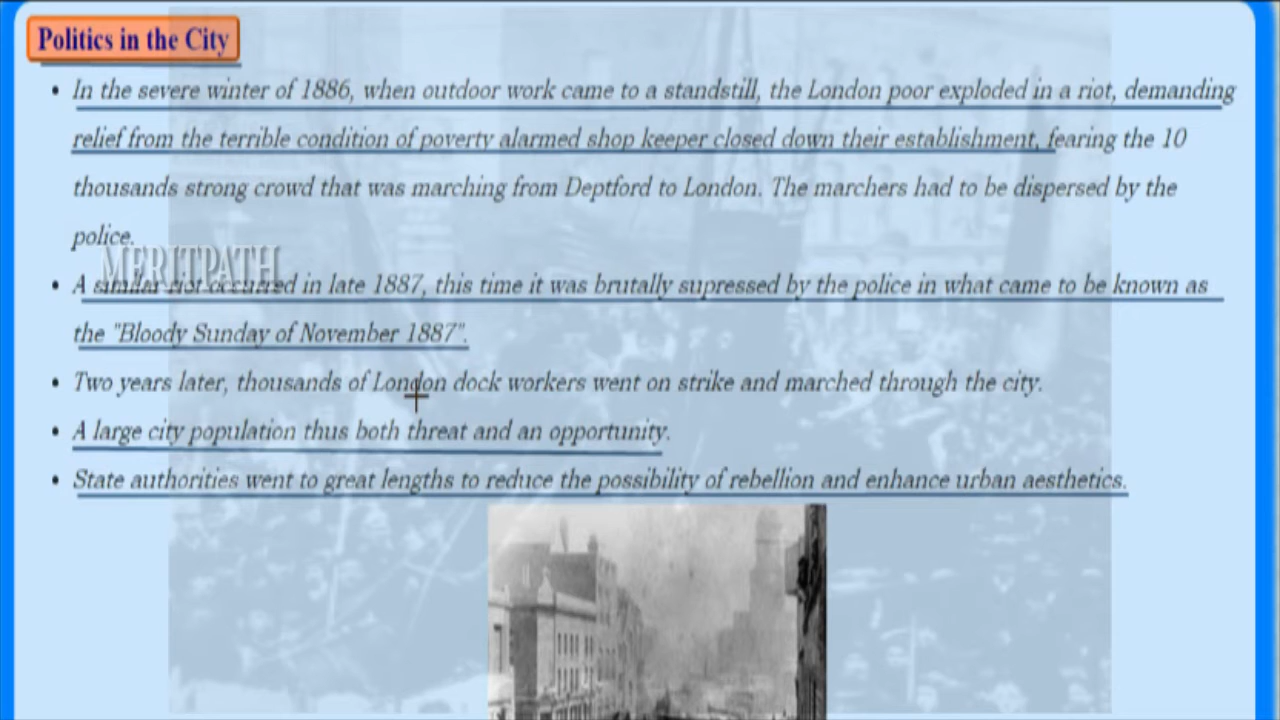 Politics in the City
• In the severe winter of 1886, when outdoor work came to a standstill, the London poor exploded in a riot, demanding
relief from the terrible condition of poverty alarmed shop keeper closed down their establishment, fearing the 10
thousands strong crowd that was marching from Deptford to London. The marchers had to be dispersed by the
police.
MERITPATH
• A similar riot occurred in late 1887, this time it was brutally supressed by the police in what came to be known as
the "Bloody Sunday of November 1887".
• Two years later, thousands of London dock workers went on strike and marched through the city.
• A large city population thus both threat and an opportunity.
• State authorities went to great lengths to reduce the possibility of rebellion and enhance urban aesthetics.